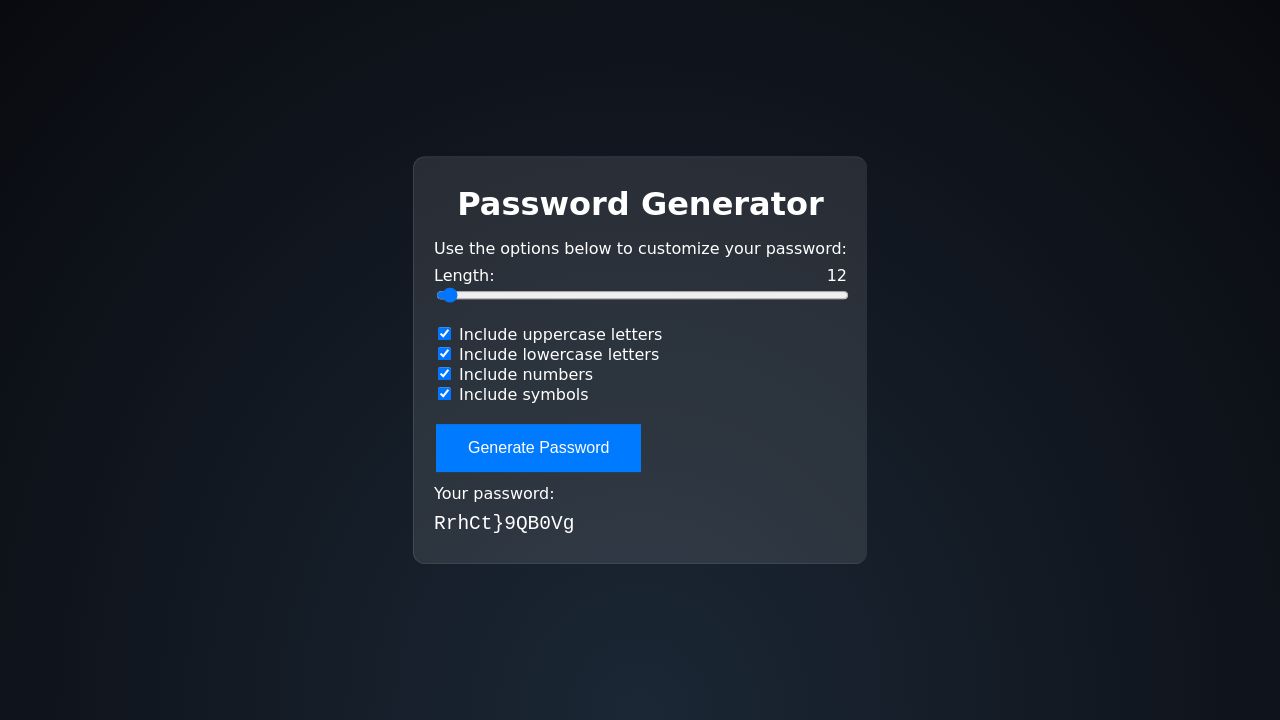 Password Generator
Use the options below to customize your password:
Length: 12
Include uppercase letters
Include lowercase letters
Include numbers
Include symbols
Generate Password
Your password:
RrhCt}9QB0Vg